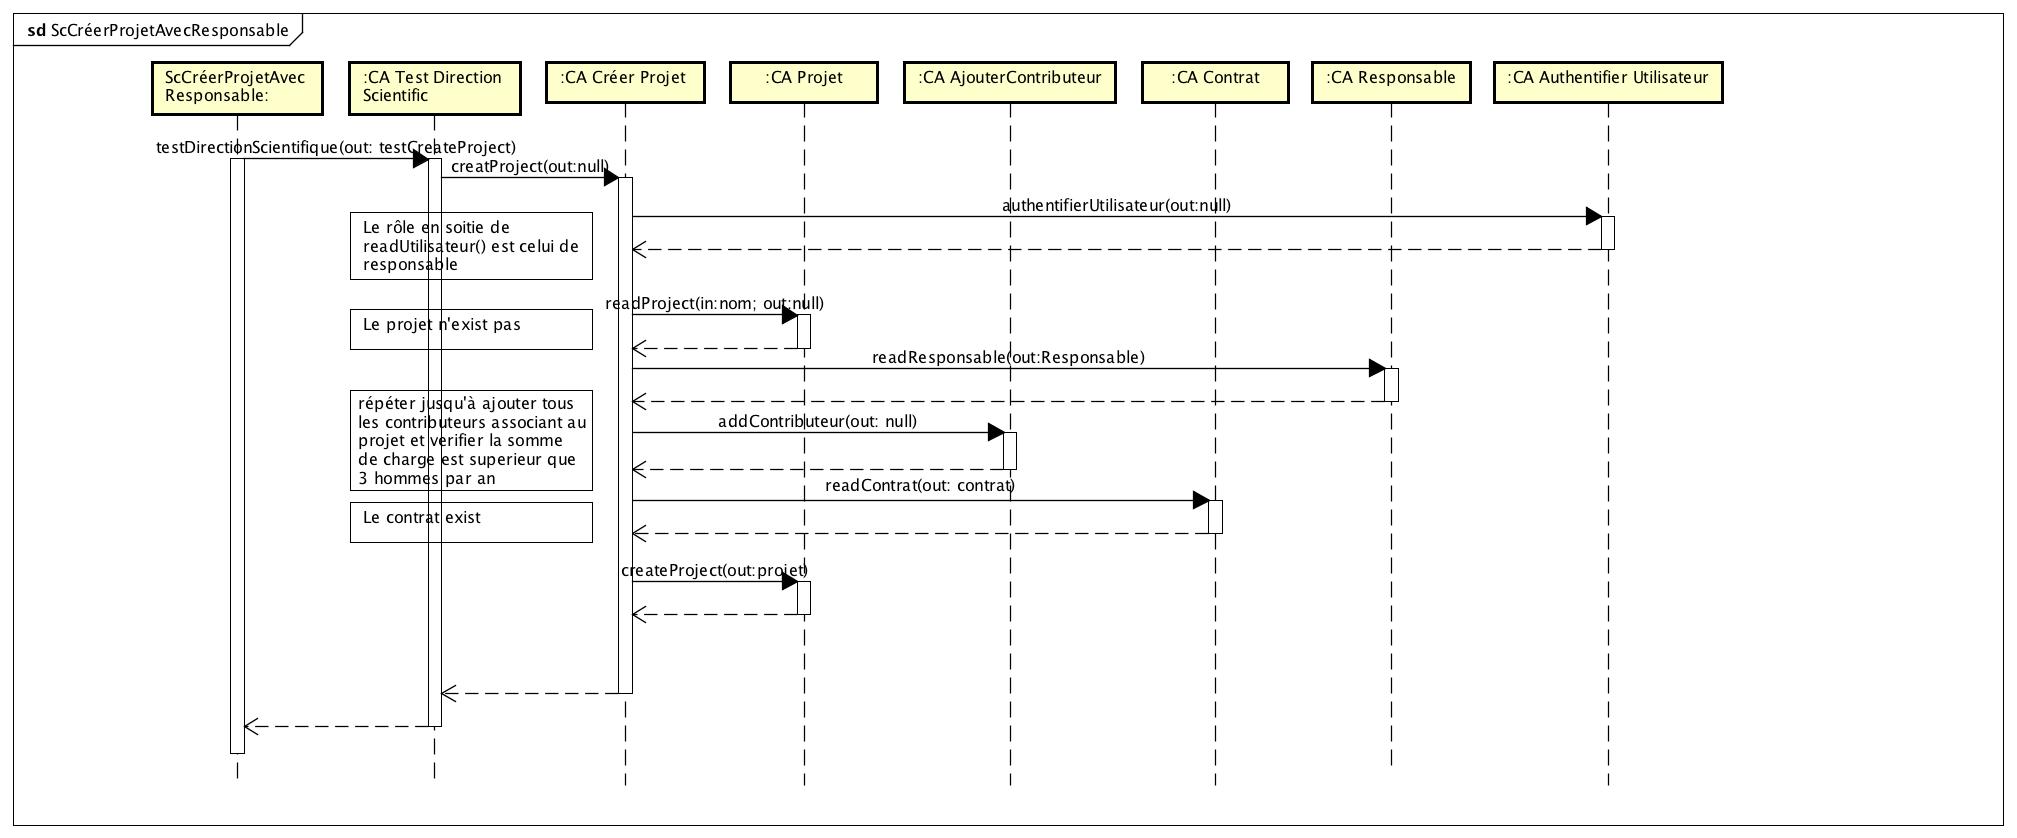 sd ScCréerProjetAvecResponsable
ScCréerProjetAvec
Responsable:
:CA Test Direction
Scientific
:CA Créer Projet
:CA Projet
:CA AjouterContributeur
:CA Contrat
:CA Responsable
:CA Authentifier Utilisateur
testDirectionScientifique(out: testCreateProject)
creatProject(out:null)
authentifierUtilisateur(out:null)
Le rôle en soitie de
readUtilisateur() est celui de
responsable
readProject(in:nom; out:null)
Le projet n'exist pas
readResponsable(out:Responsable)
répéter jusqu'à ajouter tous
les contributeurs associant au
projet et vérifier la somme
de charge est superieur que
3 hommes par an
addContributeur(out: null)
readContrat(out: contrat)
Le contrat exist
createProject(out:projet)